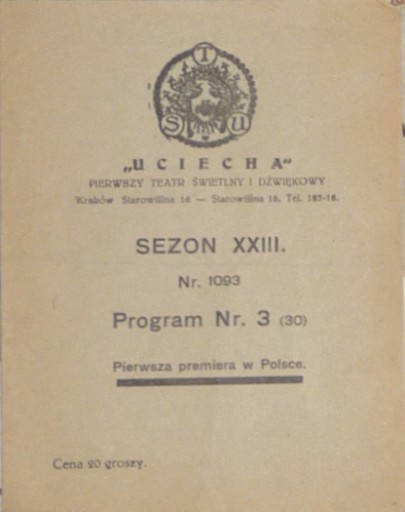 T
S U
„UCIECHA“
PIERWSZY TEATR ŚWIETLNY I DŹWIĘKOWY
Kraków Starowiślna 16 — Starowiślna 16. Tel. 185-16.
SEZON XXIII.
Nr. 1093
Program Nr. 3 (30)
Pierwsza premiera w Polsce.
Cena 20 groszy.